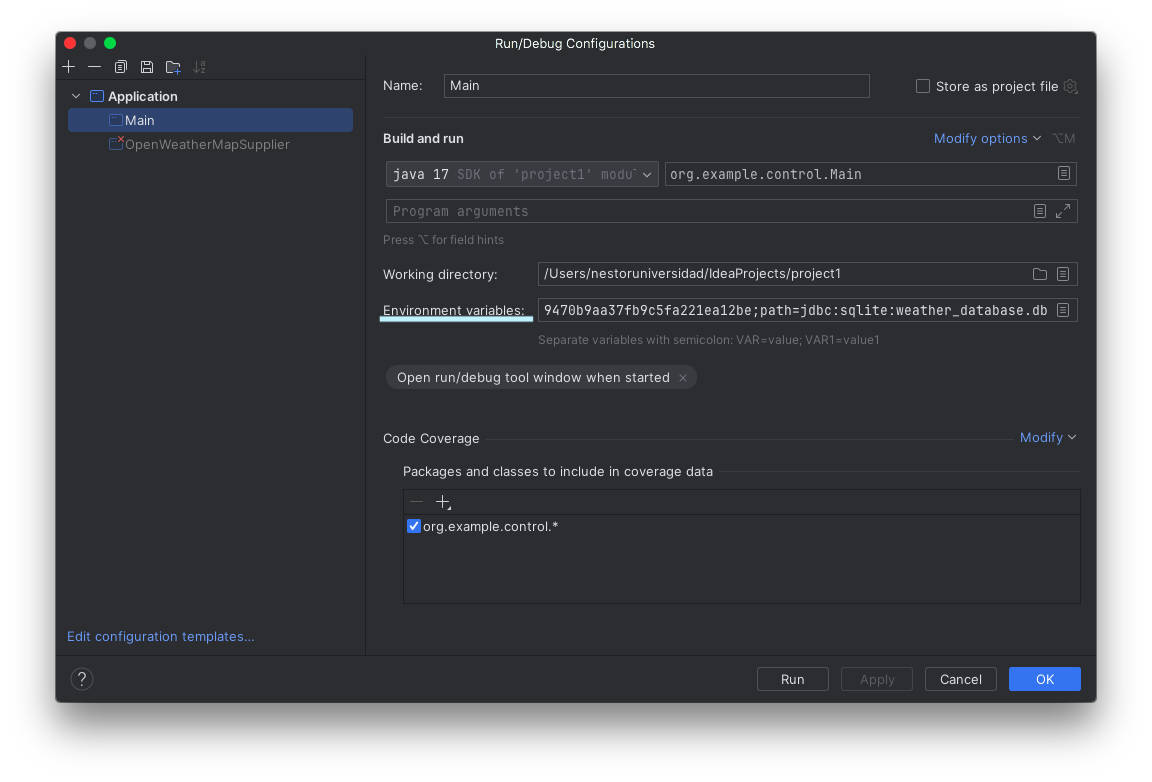 Run/Debug Configurations
Application
Main
OpenWeatherMapSupplier
Edit configuration templates...
Name: Main
Store as project file
Build and run
Modify options ⌥M
java 17 SDK of 'project1' modul
org.example.control.Main
Program arguments
Press ⌥ for field hints
Working directory: /Users/nestoruniversidad/IdeaProjects/project1
Environment variables: 9470b9aa37fb9c5fa221ea12be;path=jdbc:sqlite:weather_database.db
Separate variables with semicolon: VAR=value; VAR1=value1
Open run/debug tool window when started
Code Coverage
Modify
Packages and classes to include in coverage data
org.example.control.*
?
Run
Apply
Cancel
OK